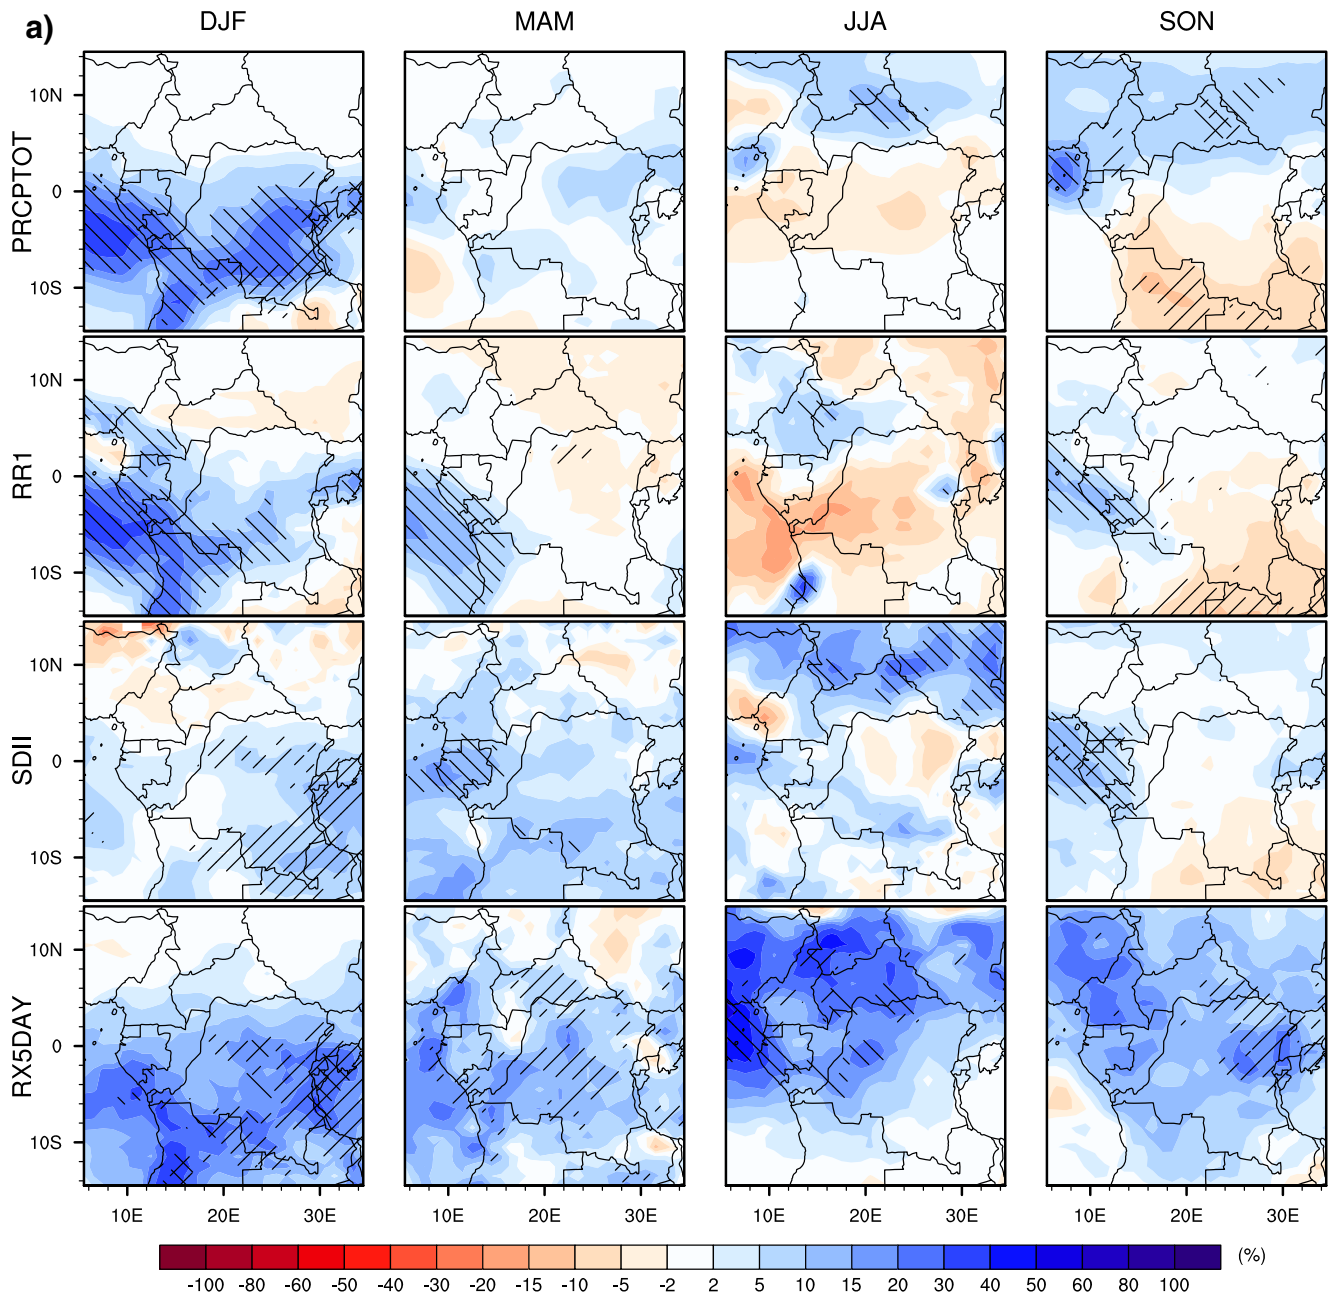 a)
DJF MAM JJA SON
PRCPTOT
10N
0
10S
RR1
10N
0
10S
SDII
10N
0
10S
RX5DAY
10N
0
10S
10E 20E 30E 10E 20E 30E 10E 20E 30E 10E 20E 30E
(%)
-100 -80 -60 -50 -40 -30 -20 -15 -10 -5 -2 2 5 10 15 20 30 40 50 60 80 100